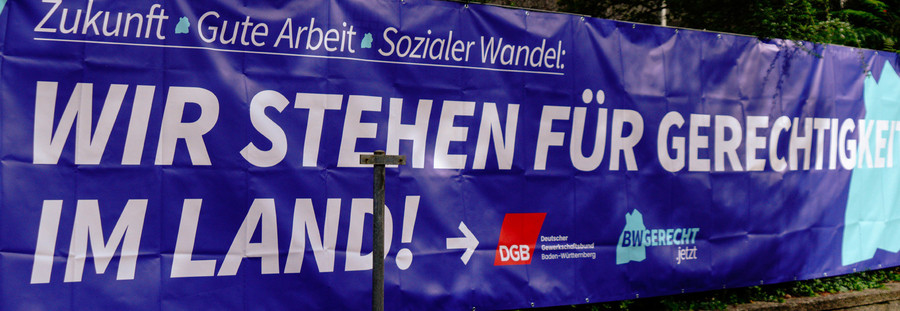 Zukunft Gute Arbeit Sozialer Wandel:
WIR STEHEN FÜR GERECHTIGKEIT
IM LAND!
→
DGB
Deutscher
Gewerkschaftsbund
Baden-Württemberg
BWGERECHT
jetzt